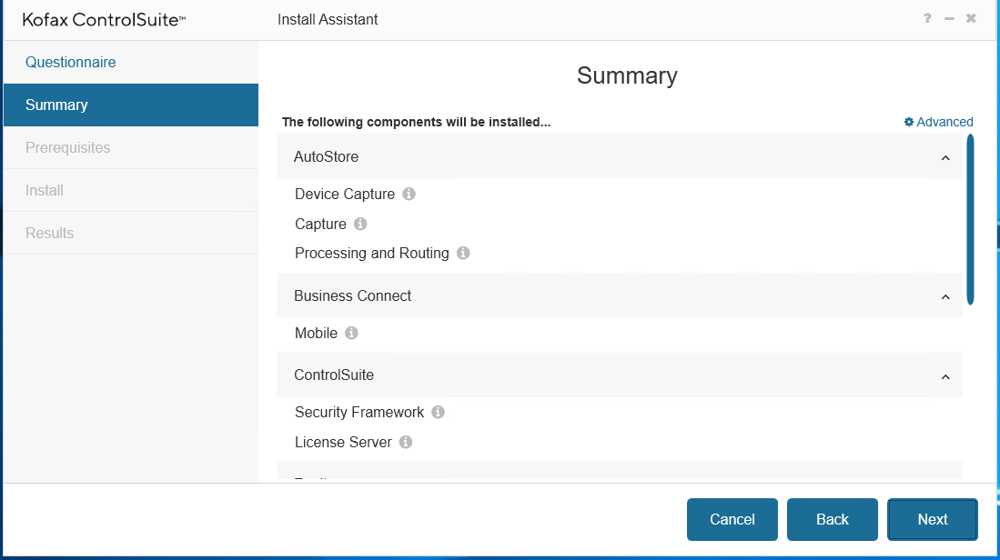 Kofax ControlSuite™
Install Assistant
?
Questionnaire
Summary
Prerequisites
Install
Results
Summary
The following components will be installed...
Advanced
AutoStore
Device Capture
Capture
Processing and Routing
Business Connect
Mobile
ControlSuite
Security Framework
License Server
Cancel
Back
Next